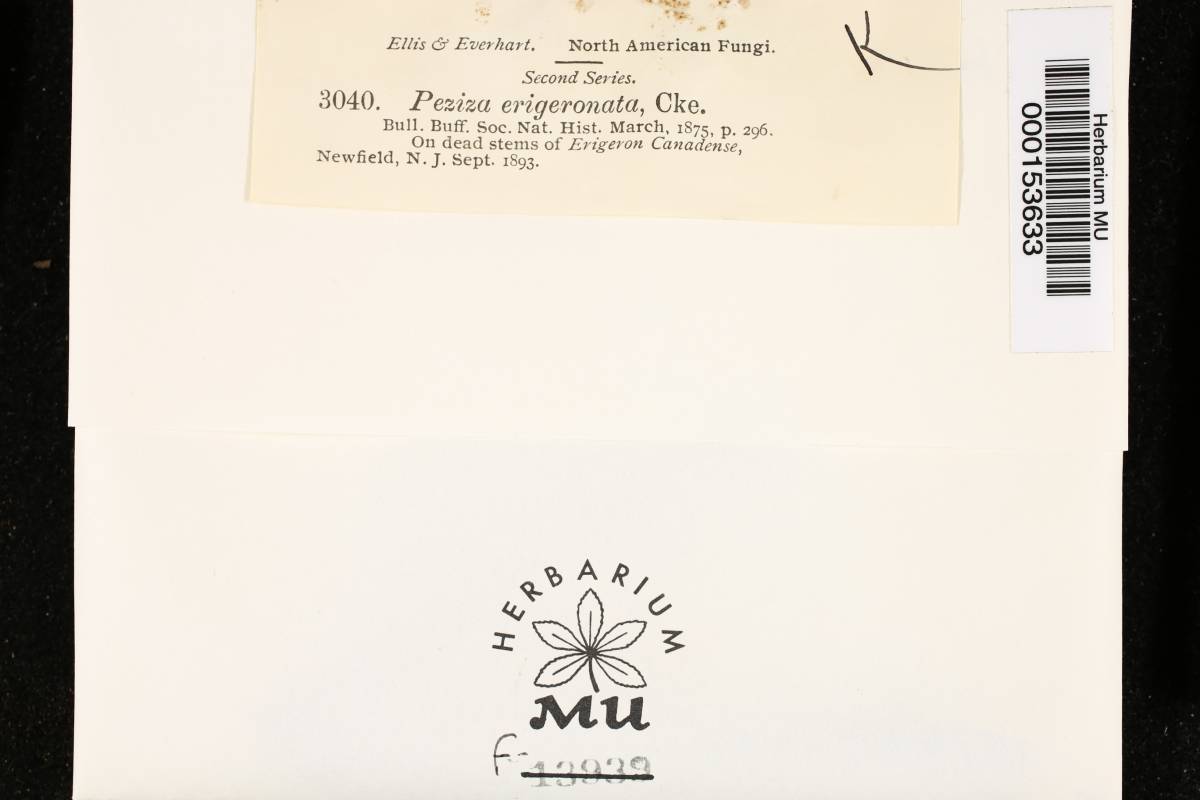 Ellis & Everhart. North American Fungi.
K
Second Series.
3040. Peziza erigeronata, Cke.
Bull. Buff. Soc. Nat. Hist. March, 1875, p. 296.
On dead stems of Erigeron Canadense,
Newfield, N. J. Sept. 1893.
Herbarium MU
000153633
HERBARIUM
MU
F-13939